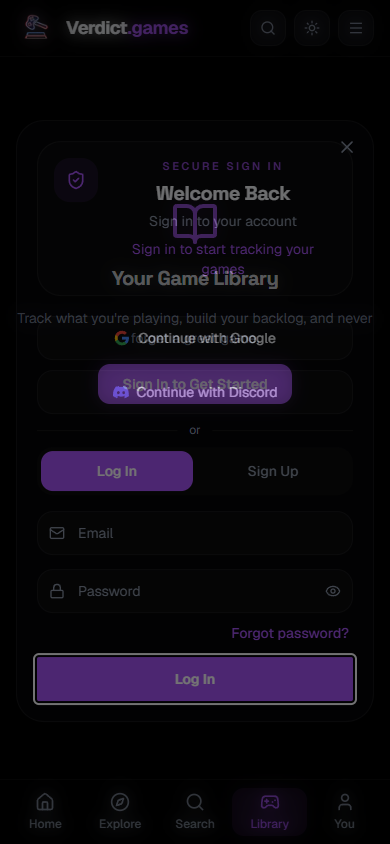 Verdict.games
SECURE SIGN IN
Welcome Back
Sign in to your account
Sign in to start tracking your
games
Your Game Library
Track what you're playing, build your backlog, and never
Continue with Google
Sign In to Get Started
Continue with Discord
or
Log In
Sign Up
Email
Password
Forgot password?
Log In
Home
Explore
Search
Library
You